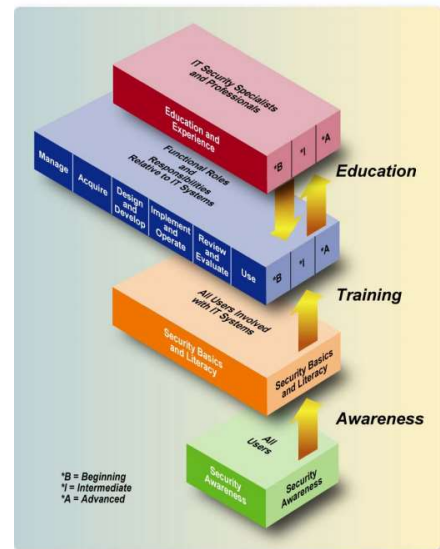 IT Security Specialists
and Professionals
Education and
Experience
*B
*I
*A
Education
Functional Roles
and
Responsibilities
Relative to IT Systems
Manage
Acquire
Design
and
Develop
Implement
and
Operate
Review
and
Evaluate
Use
*B
*I
*A
Training
All Users Involved
with IT Systems
Security Basics
and Literacy
Security Basics
and Literacy
Awareness
All
Users
Security
Awareness
Security
Awareness
*B = Beginning
*I = Intermediate
*A = Advanced